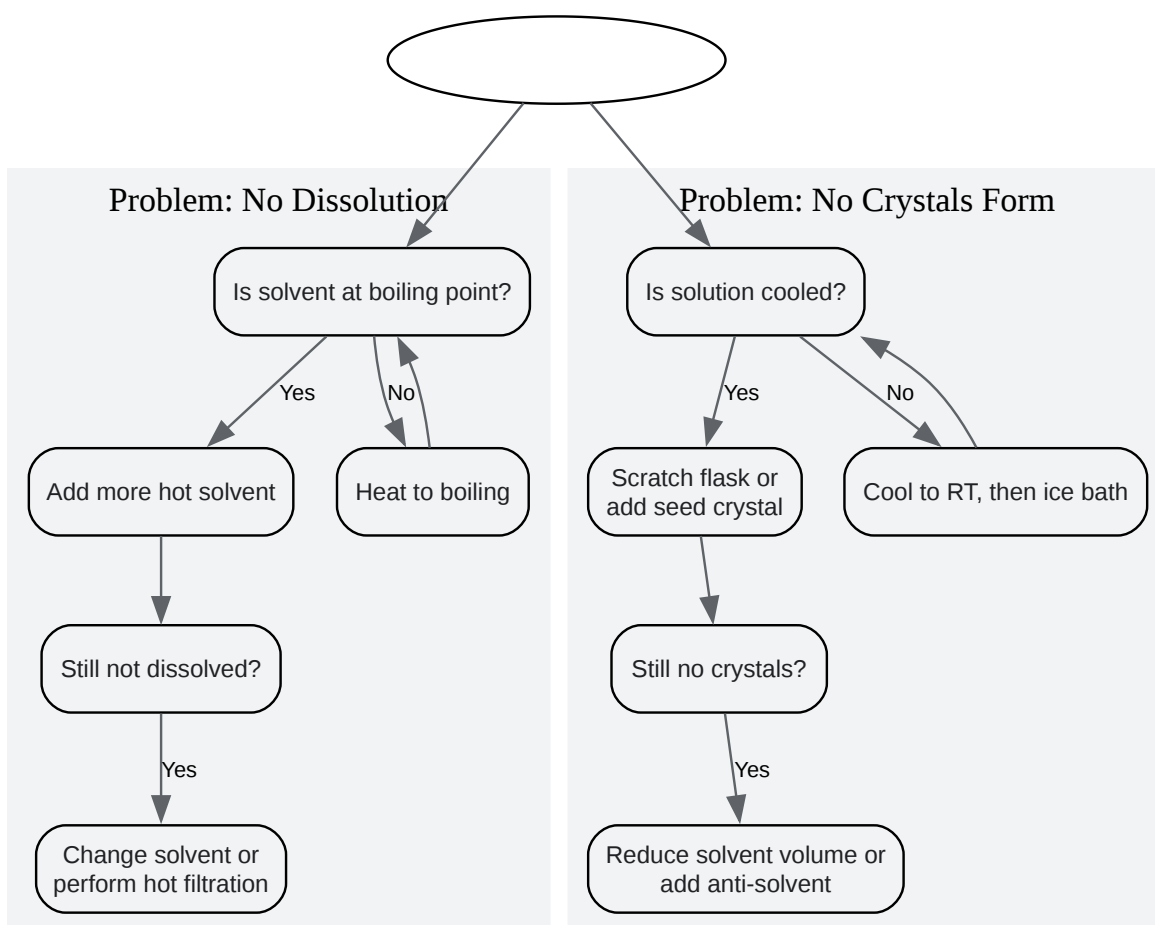 Problem: No Dissolution
Is solvent at boiling point?
Yes
No
Add more hot solvent
Heat to boiling
Still not dissolved?
Yes
Change solvent or
perform hot filtration
Problem: No Crystals Form
Is solution cooled?
Yes
No
Scratch flask or
add seed crystal
Cool to RT, then ice bath
Still no crystals?
Yes
Reduce solvent volume or
add anti-solvent